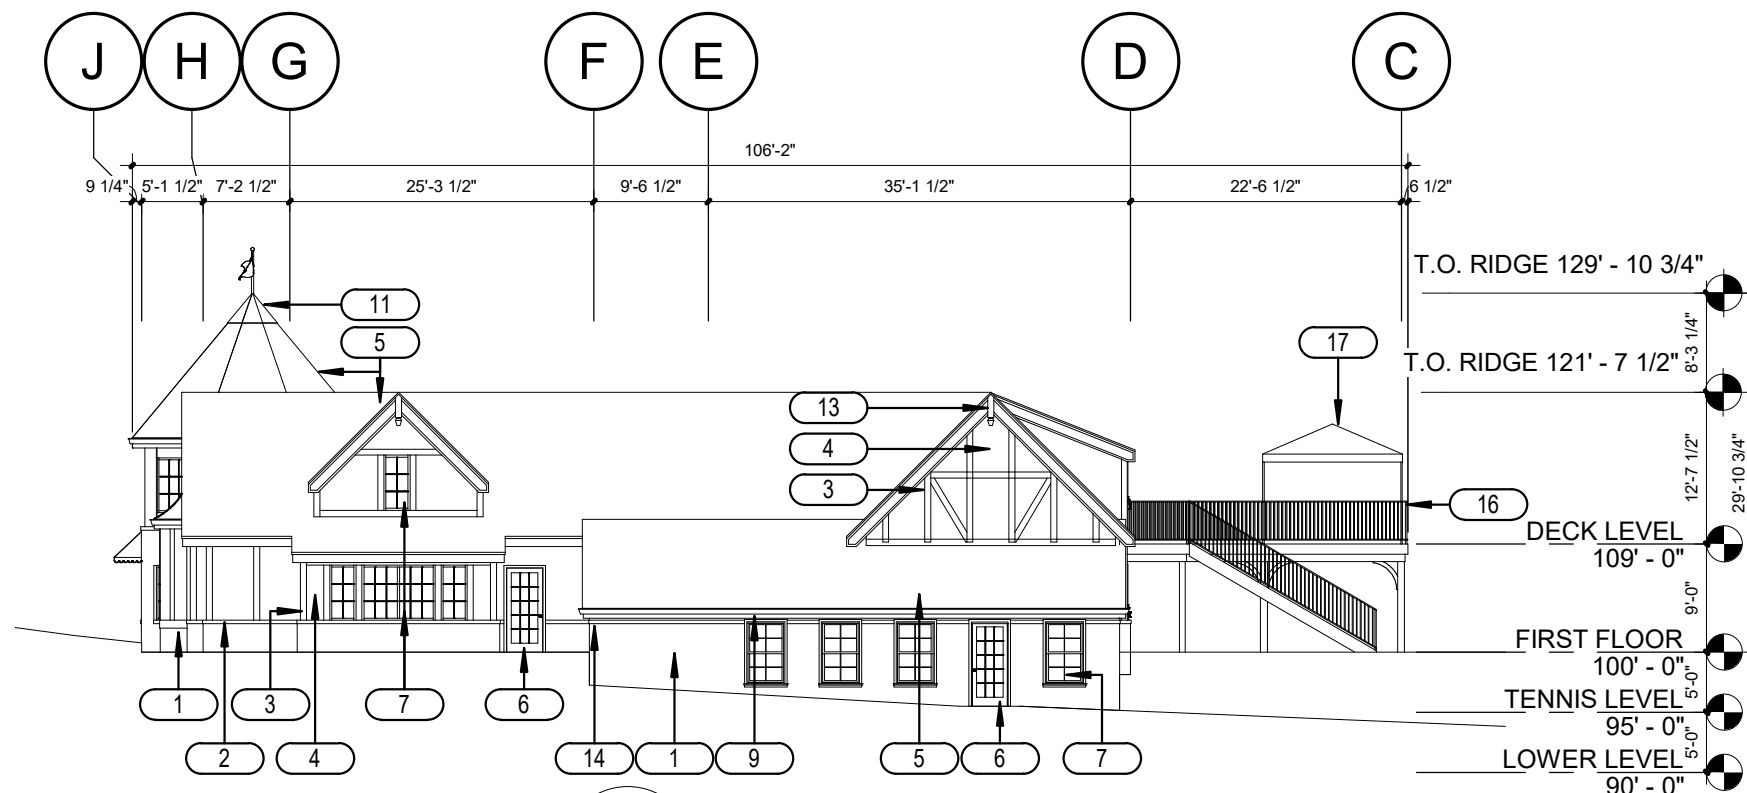 J H G F E D C
106'-2"
9 1/4" 5'-1 1/2" 7'-2 1/2" 25'-3 1/2" 9'-6 1/2" 35'-1 1/2" 22'-6 1/2" 6 1/2"
T.O. RIDGE 129' - 10 3/4"
11
8'-3 1/4"
5
17
T.O. RIDGE 121' - 7 1/2"
13
4
12'-7 1/2"
29'-10 3/4"
3
16
DECK LEVEL
109' - 0"
9'-0"
FIRST FLOOR
100' - 0"
5'-0"
1 3 7 6
TENNIS LEVEL
95' - 0"
5'-0"
2 4 14 1 9 5 6 7
LOWER LEVEL
90' - 0"